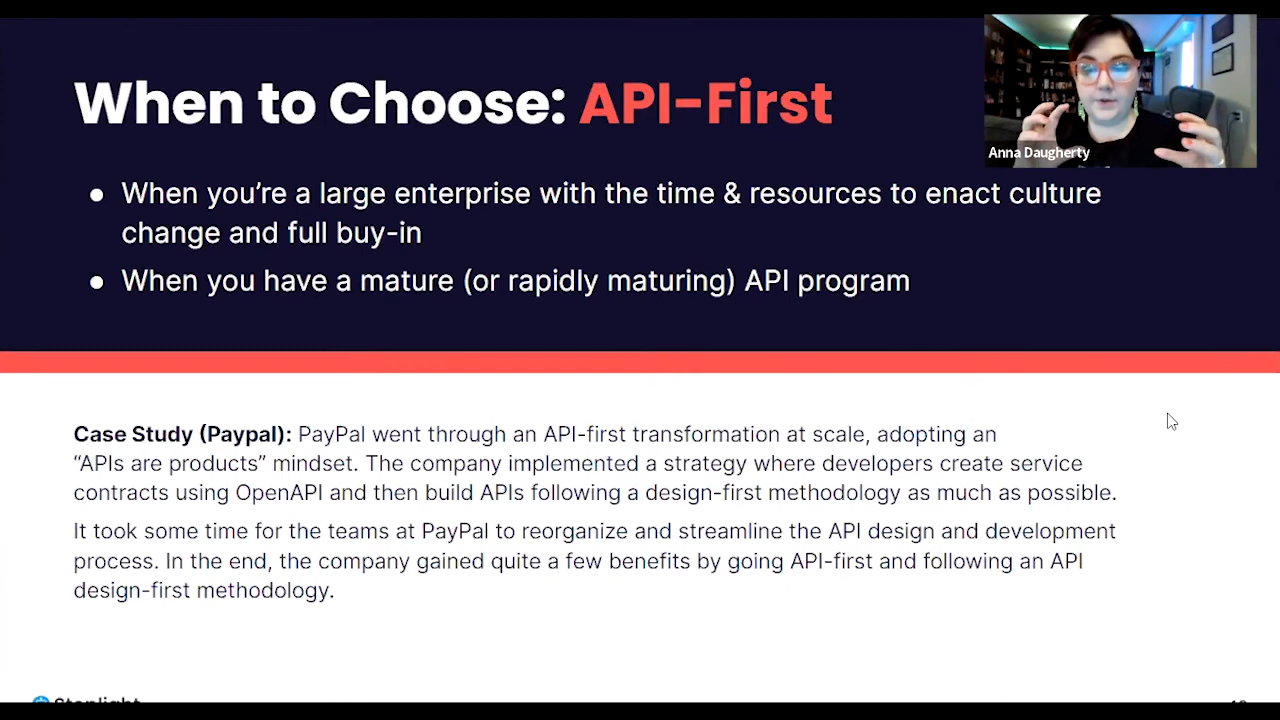 When to Choose: API-First
Anna Daugherty
● When you’re a large enterprise with the time & resources to enact culture
change and full buy-in
● When you have a mature (or rapidly maturing) API program
Case Study (Paypal): PayPal went through an API-first transformation at scale, adopting an
“APIs are products” mindset. The company implemented a strategy where developers create service
contracts using OpenAPI and then build APIs following a design-first methodology as much as possible.
It took some time for the teams at PayPal to reorganize and streamline the API design and development
process. In the end, the company gained quite a few benefits by going API-first and following an API
design-first methodology.
Stoplight